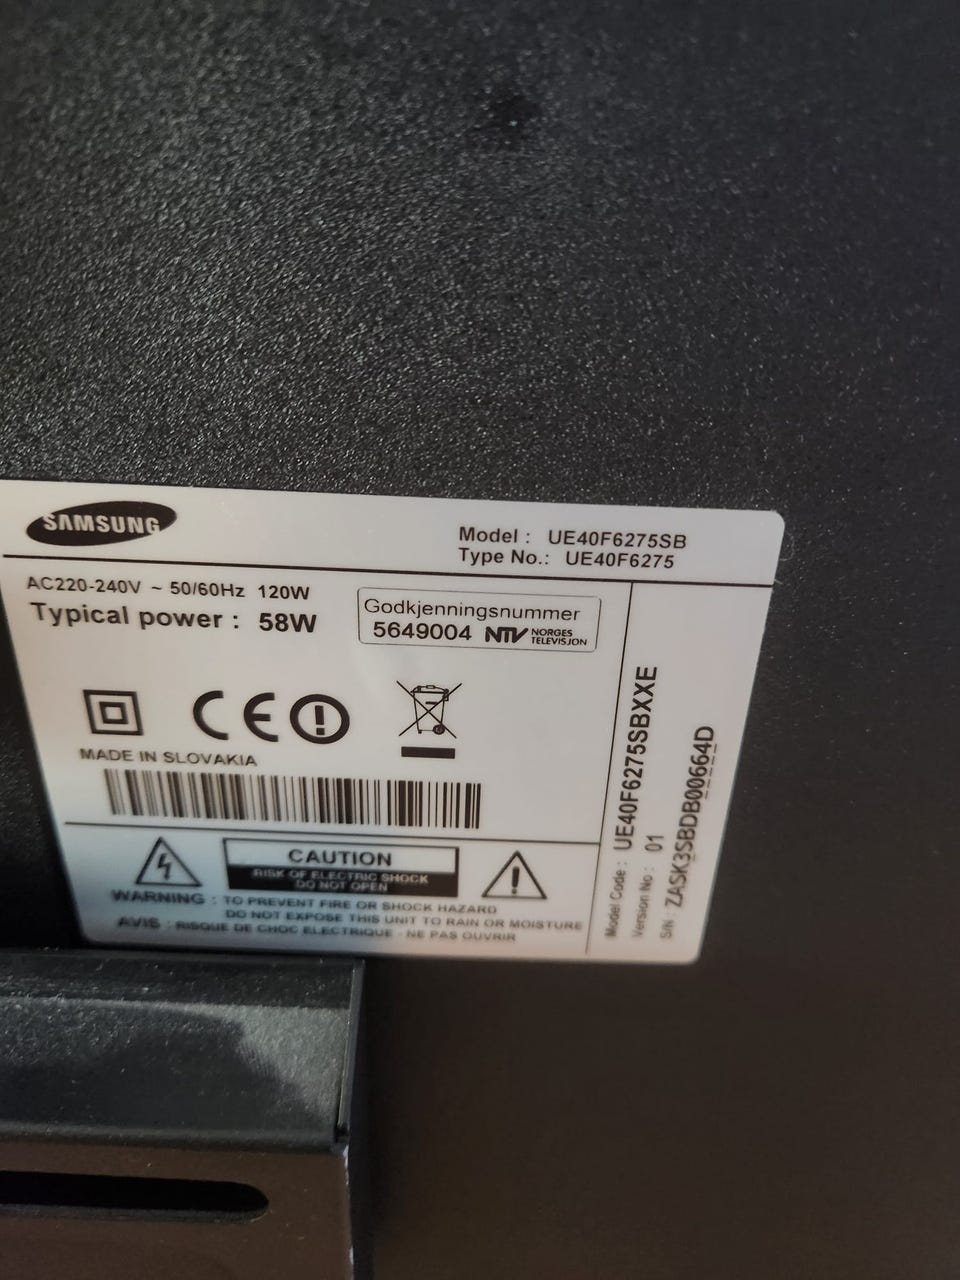 SAMSUNG
Model : UE40F6275SB
Type No.: UE40F6275
AC220-240V ~ 50/60Hz 120W
Typical power : 58W
Godkjenningsnummer
5649004 NTV NORGES TELEVISJON
CE
MADE IN SLOVAKIA
CAUTION
RISK OF ELECTRIC SHOCK
DO NOT OPEN
WARNING : TO PREVENT FIRE OR SHOCK HAZARD
DO NOT EXPOSE THIS UNIT TO RAIN OR MOISTURE
AVIS : RISQUE DE CHOC ELECTRIQUE - NE PAS OUVRIR
Model Code : UE40F6275SBXXE
Version No : 01
S/N : ZASK3SBDB00664D